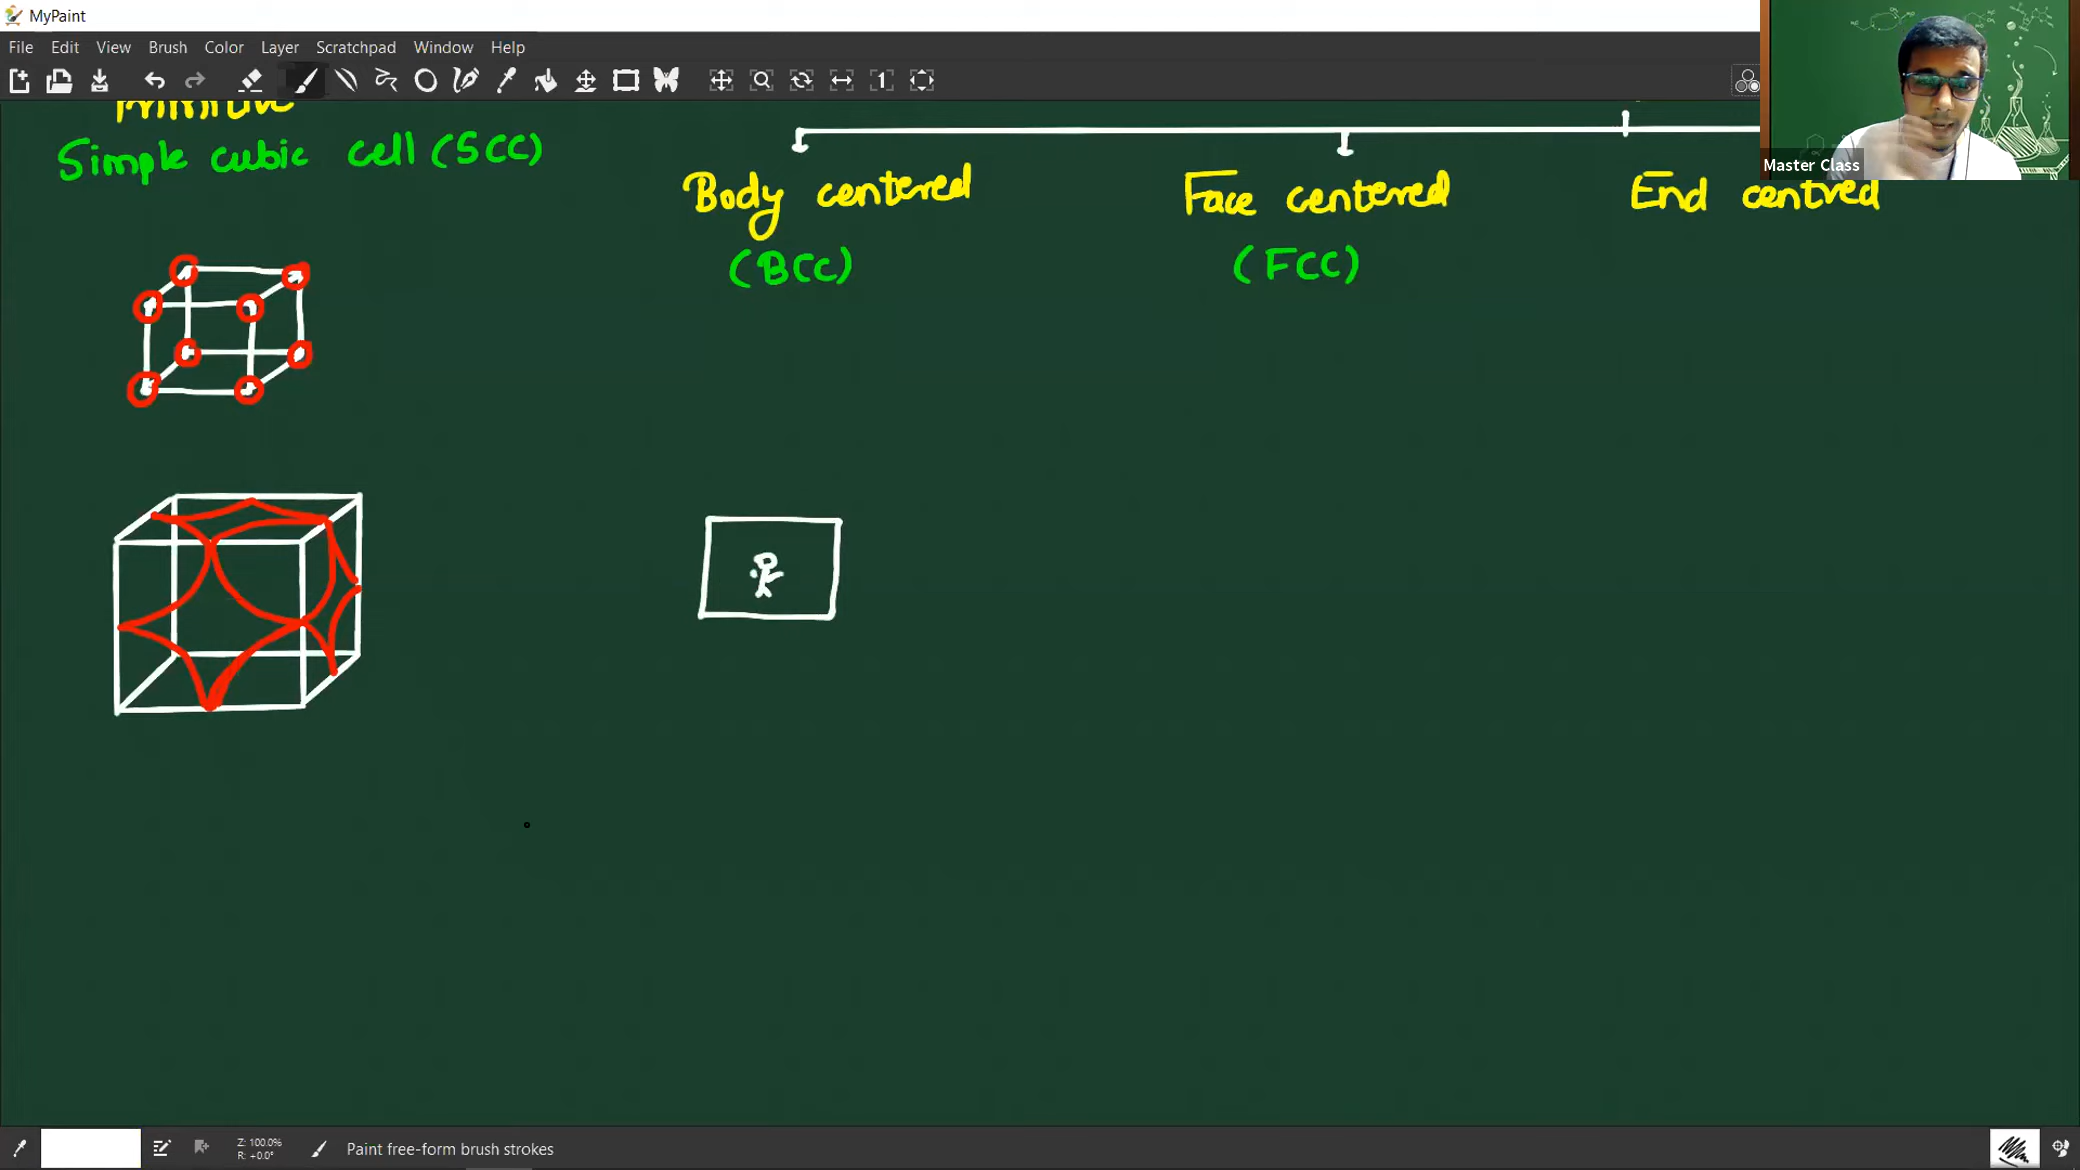 MyPaint
File Edit View Brush Color Layer Scratchpad Window Help
Master Class
Primitive
Simple cubic cell (SCC)
Body centered
Face centered
End centred
(BCC)
(FCC)
Z: 100.0%
R: +0.0°
Paint free-form brush strokes